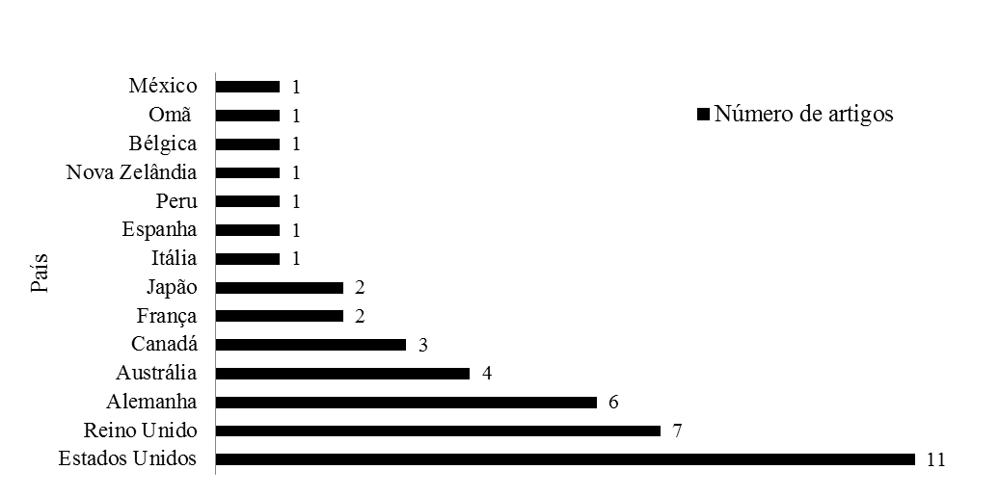 México 1
Omã 1
Número de artigos
Bélgica 1
Nova Zelândia 1
Peru 1
Espanha 1
Itália 1
País
Japão 2
França 2
Canadá 3
Austrália 4
Alemanha 6
Reino Unido 7
Estados Unidos 11